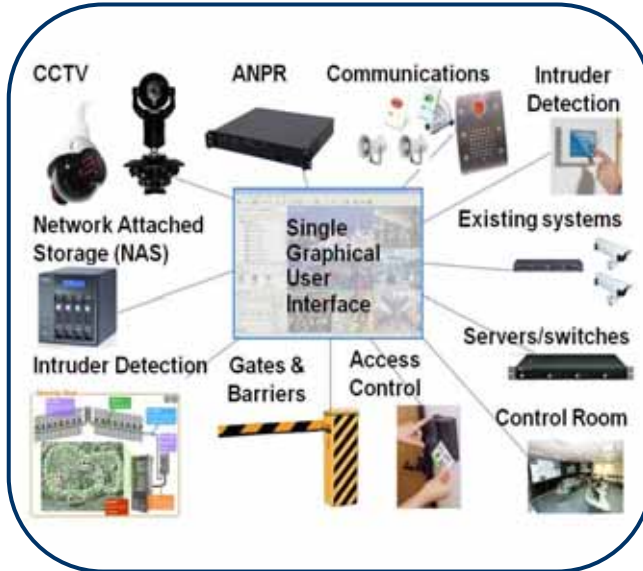 CCTV
ANPR
Communications
Intruder
Detection
Network Attached
Storage (NAS)
Single
Graphical
User
Interface
Existing systems
Servers/switches
Intruder Detection
Gates &
Barriers
Access
Control
Control Room